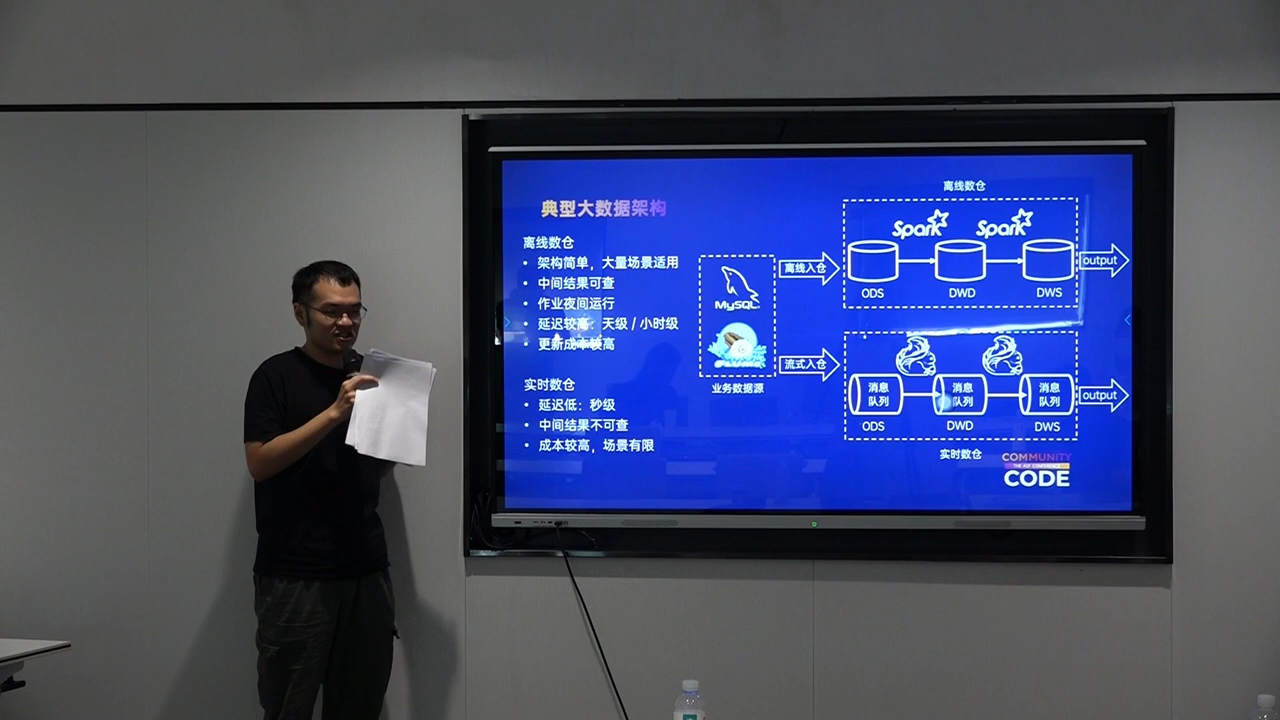 典型大数据架构
离线数仓
• 架构简单，大量场景适用
• 中间结果可查
• 作业夜间运行
• 延迟较高：天级 / 小时级
• 更新成本较高
实时数仓
• 延迟低：秒级
• 中间结果不可查
• 成本较高，场景有限
MySQL
业务数据源
离线入仓
流式入仓
离线数仓
Spark Spark
ODS DWD DWS
output
消息队列 消息队列 消息队列
ODS DWD DWS
output
实时数仓
COMMUNITY
THE ASF CONFERENCE
CODE